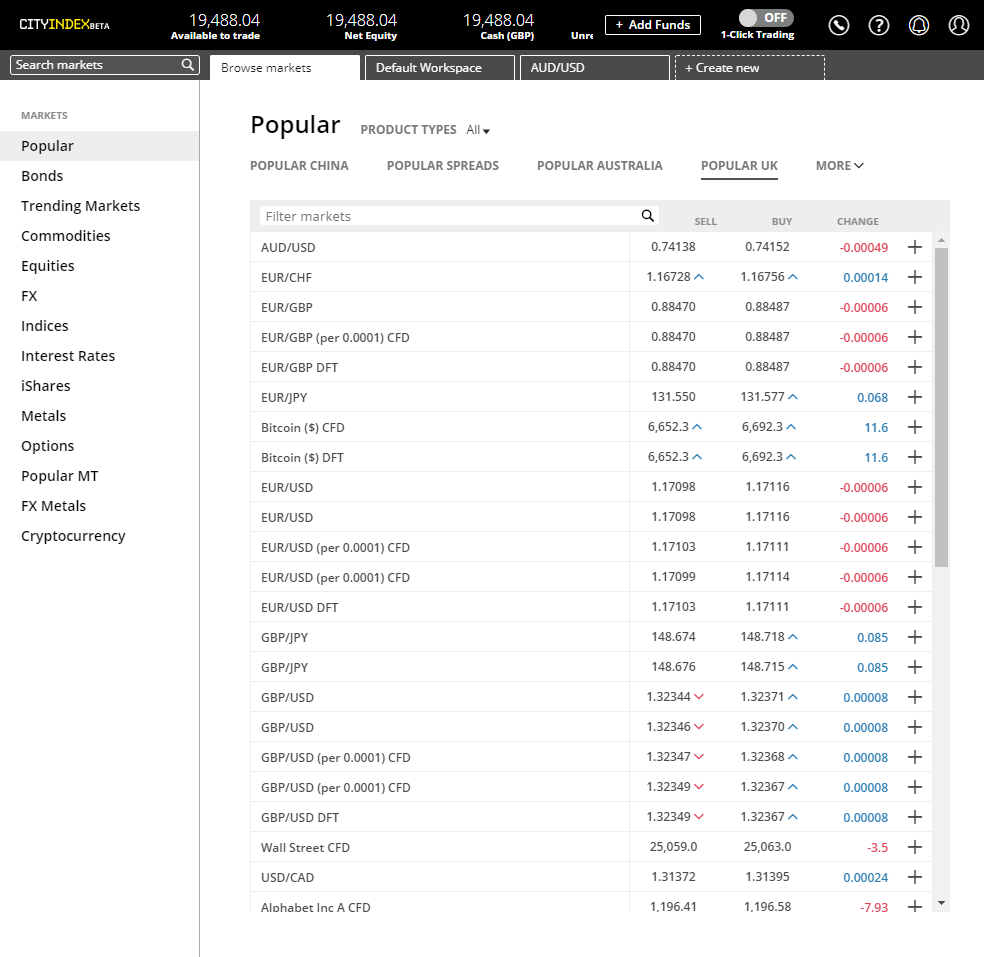 CITYINDEXBETA
19,488.04 19,488.04 19,488.04
Available to trade Net Equity Cash (GBP) Unre
+ Add Funds
OFF
1-Click Trading
Search markets
Browse markets Default Workspace AUD/USD + Create new
MARKETS
Popular
Bonds
Trending Markets
Commodities
Equities
FX
Indices
Interest Rates
iShares
Metals
Options
Popular MT
FX Metals
Cryptocurrency
Popular PRODUCT TYPES All
POPULAR CHINA POPULAR SPREADS POPULAR AUSTRALIA POPULAR UK MORE
Filter markets SELL BUY CHANGE
AUD/USD 0.74138 0.74152 -0.00049 +
EUR/CHF 1.16728 1.16756 0.00014 +
EUR/GBP 0.88470 0.88487 -0.00006 +
EUR/GBP (per 0.0001) CFD 0.88470 0.88487 -0.00006 +
EUR/GBP DFT 0.88470 0.88487 -0.00006 +
EUR/JPY 131.550 131.577 0.068 +
Bitcoin ($) CFD 6,652.3 6,692.3 11.6 +
Bitcoin ($) DFT 6,652.3 6,692.3 11.6 +
EUR/USD 1.17098 1.17116 -0.00006 +
EUR/USD 1.17098 1.17116 -0.00006 +
EUR/USD (per 0.0001) CFD 1.17103 1.17111 -0.00006 +
EUR/USD (per 0.0001) CFD 1.17099 1.17114 -0.00006 +
EUR/USD DFT 1.17103 1.17111 -0.00006 +
GBP/JPY 148.674 148.718 0.085 +
GBP/JPY 148.676 148.715 0.085 +
GBP/USD 1.32344 1.32371 0.00008 +
GBP/USD 1.32346 1.32370 0.00008 +
GBP/USD (per 0.0001) CFD 1.32347 1.32368 0.00008 +
GBP/USD (per 0.0001) CFD 1.32349 1.32367 0.00008 +
GBP/USD DFT 1.32349 1.32367 0.00008 +
Wall Street CFD 25,059.0 25,063.0 -3.5 +
USD/CAD 1.31372 1.31395 0.00024 +
Alphabet Inc A CFD 1,196.41 1,196.58 -7.93 +